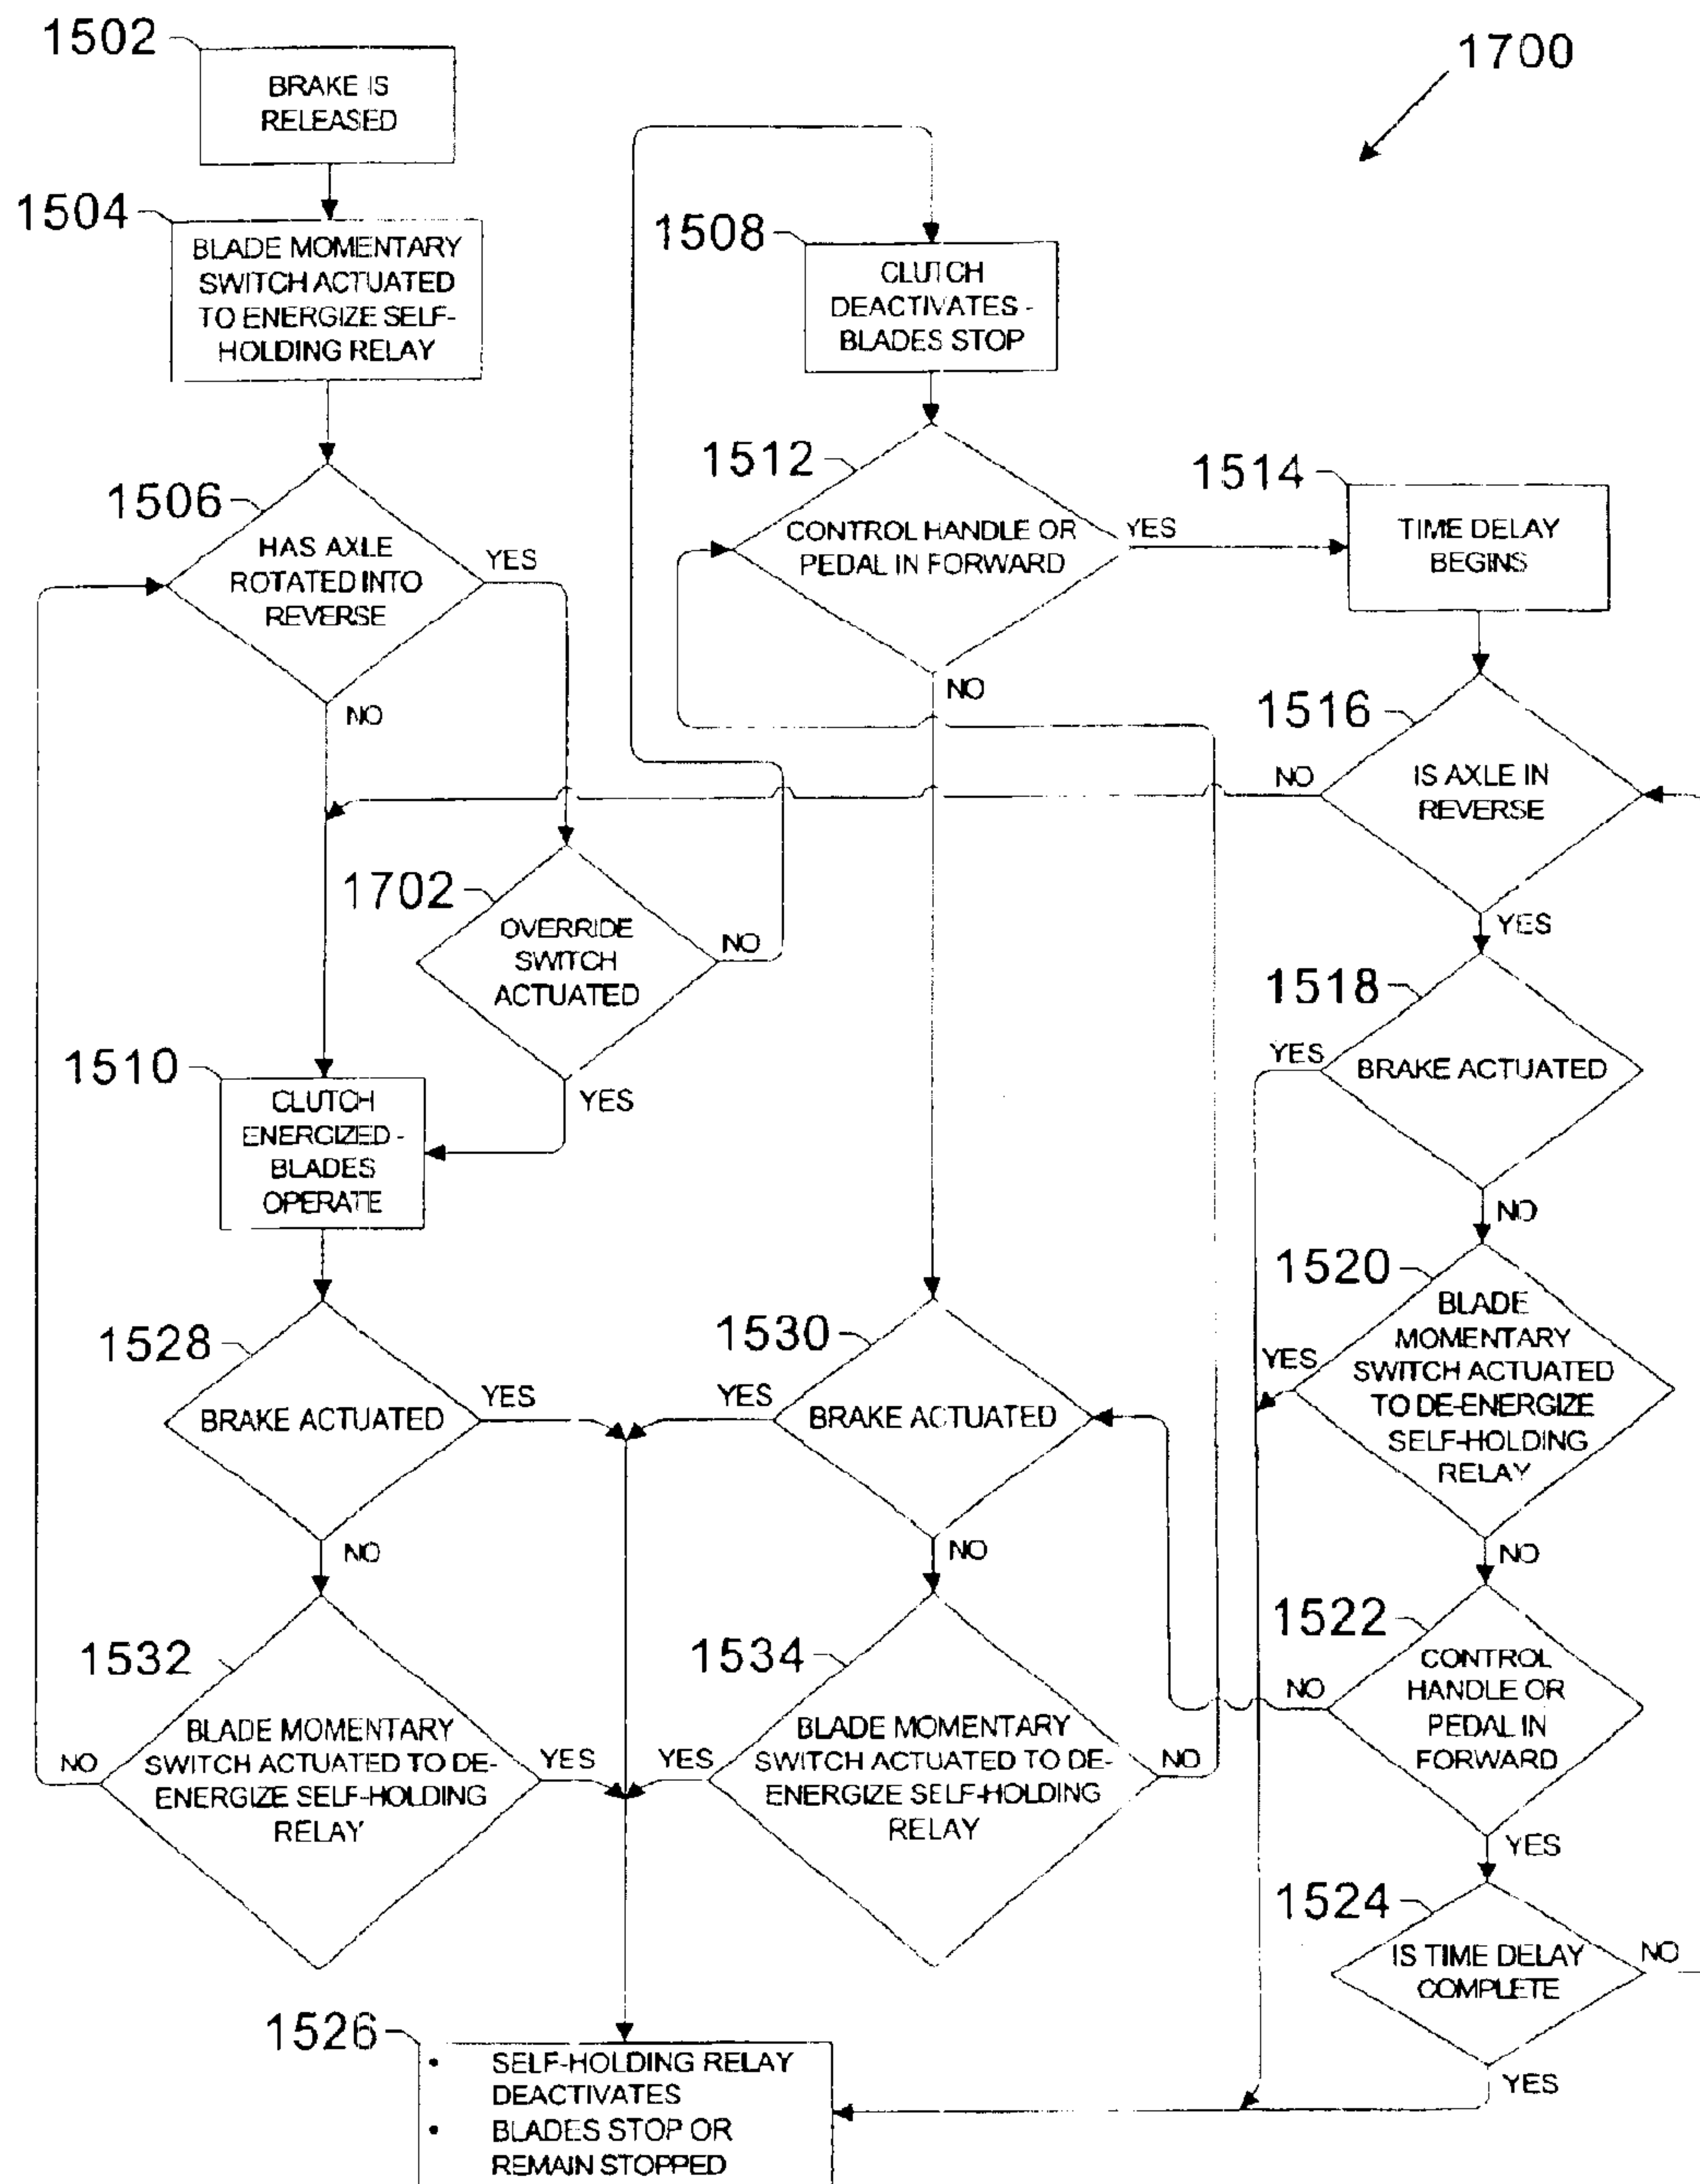 1502
BRAKE IS
RELEASED
1700
1504
BLADE MOMENTARY
SWITCH ACTUATED
TO ENERGIZE SELF-
HOLDING RELAY
1508
CLUTCH
DEACTIVATES -
BLADES STOP
1506
HAS AXLE
ROTATED INTO
REVERSE
YES
NO
1512
CONTROL HANDLE OR
PEDAL IN FORWARD
YES
NO
1514
TIME DELAY
BEGINS
1516
IS AXLE IN
REVERSE
NO
YES
1702
OVERRIDE
SWITCH
ACTUATED
NO
YES
1518
BRAKE ACTUATED
YES
NO
1510
CLUTCH
ENERGIZED -
BLADES
OPERATE
1520
BLADE
MOMENTARY
SWITCH ACTUATED
TO DE-ENERGIZE
SELF-HOLDING
RELAY
YES
NO
1528
BRAKE ACTUATED
YES
NO
1530
BRAKE ACTUATED
YES
NO
1522
CONTROL
HANDLE OR
PEDAL IN
FORWARD
NO
YES
1532
BLADE MOMENTARY
SWITCH ACTUATED TO DE-
ENERGIZE SELF-HOLDING
RELAY
NO
YES
1534
BLADE MOMENTARY
SWITCH ACTUATED TO DE-
ENERGIZE SELF-HOLDING
RELAY
YES
NO
1524
IS TIME DELAY
COMPLETE
NO
YES
1526
• SELF-HOLDING RELAY
DEACTIVATES
• BLADES STOP OR
REMAIN STOPPED